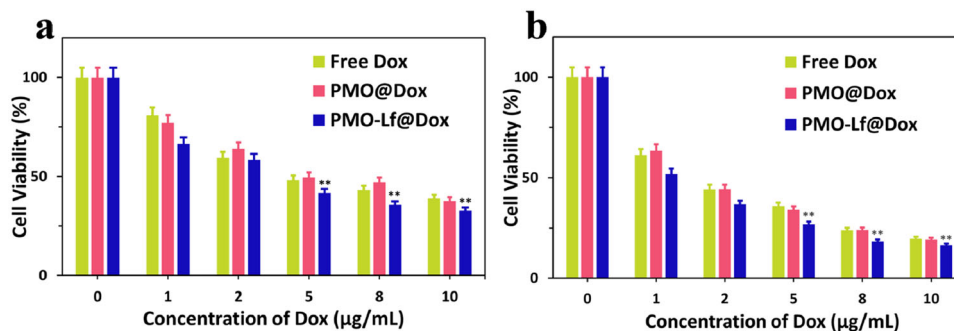 a
Cell Viability (%)
100
50
0
Free Dox
PMO@Dox
PMO-Lf@Dox
**
**
**
0 1 2 5 8 10
Concentration of Dox (µg/mL)
b
Cell Viability (%)
100
50
0
Free Dox
PMO@Dox
PMO-Lf@Dox
**
**
**
0 1 2 5 8 10
Concentration of Dox (µg/mL)